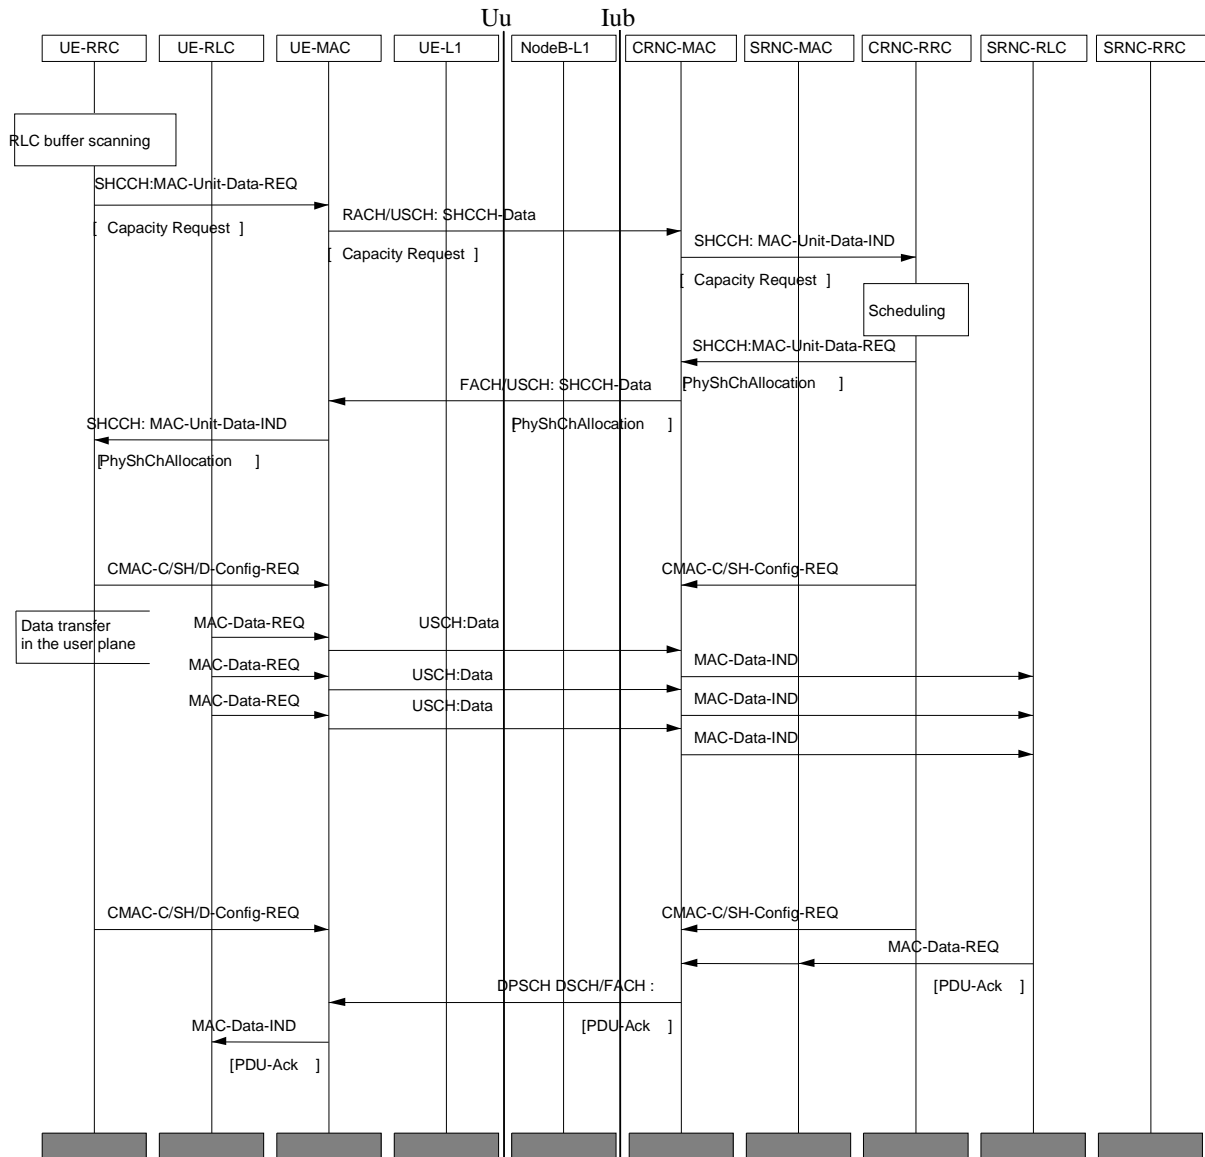 Uu Iub
UE-RRC UE-RLC UE-MAC UE-L1 NodeB-L1 CRNC-MAC SRNC-MAC CRNC-RRC SRNC-RLC SRNC-RRC
RLC buffer scanning
SHCCH:MAC-Unit-Data-REQ
[ Capacity Request ]
RACH/USCH: SHCCH-Data
[ Capacity Request ]
SHCCH: MAC-Unit-Data-IND
[ Capacity Request ]
Scheduling
SHCCH:MAC-Unit-Data-REQ
[PhyShChAllocation ]
FACH/USCH: SHCCH-Data
[PhyShChAllocation ]
SHCCH: MAC-Unit-Data-IND
[PhyShChAllocation ]
CMAC-C/SH/D-Config-REQ CMAC-C/SH-Config-REQ
Data transfer
in the user plane
MAC-Data-REQ USCH:Data
MAC-Data-IND
MAC-Data-REQ USCH:Data
MAC-Data-IND
MAC-Data-REQ USCH:Data
MAC-Data-IND
CMAC-C/SH/D-Config-REQ CMAC-C/SH-Config-REQ
MAC-Data-REQ
[PDU-Ack ]
DPSCH DSCH/FACH :
[PDU-Ack ]
MAC-Data-IND
[PDU-Ack ]